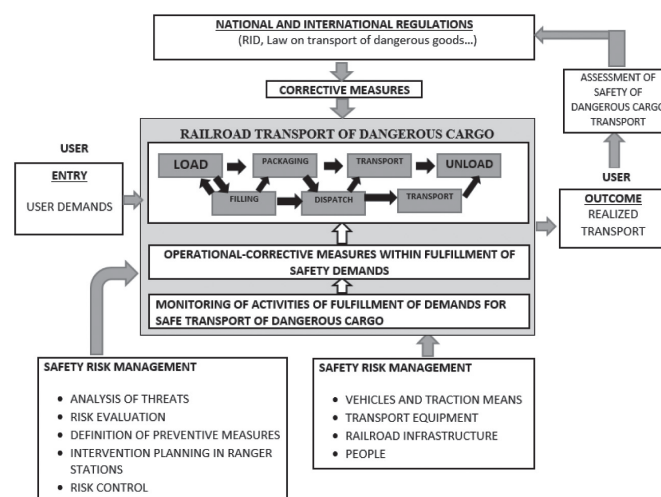 NATIONAL AND INTERNATIONAL REGULATIONS
(RID, Law on transport of dangerous goods...)
CORRECTIVE MEASURES
ASSESSMENT OF
SAFETY OF
DANGEROUS CARGO
TRANSPORT
RAILROAD TRANSPORT OF DANGEROUS CARGO
LOAD
PACKAGING
TRANSPORT
UNLOAD
FILLING
DISPATCH
TRANSPORT
USER
ENTRY
USER DEMANDS
USER
OUTCOME
REALIZED
TRANSPORT
OPERATIONAL-CORRECTIVE MEASURES WITHIN FULFILLMENT OF
SAFETY DEMANDS
MONITORING OF ACTIVITIES OF FULFILLMENT OF DEMANDS FOR
SAFE TRANSPORT OF DANGEROUS CARGO
SAFETY RISK MANAGEMENT
• ANALYSIS OF THREATS
• RISK EVALUATION
• DEFINITION OF PREVENTIVE MEASURES
• INTERVENTION PLANNING IN RANGER
STATIONS
• RISK CONTROL
SAFETY RISK MANAGEMENT
• VEHICLES AND TRACTION MEANS
• TRANSPORT EQUIPMENT
• RAILROAD INFRASTRUCTURE
• PEOPLE